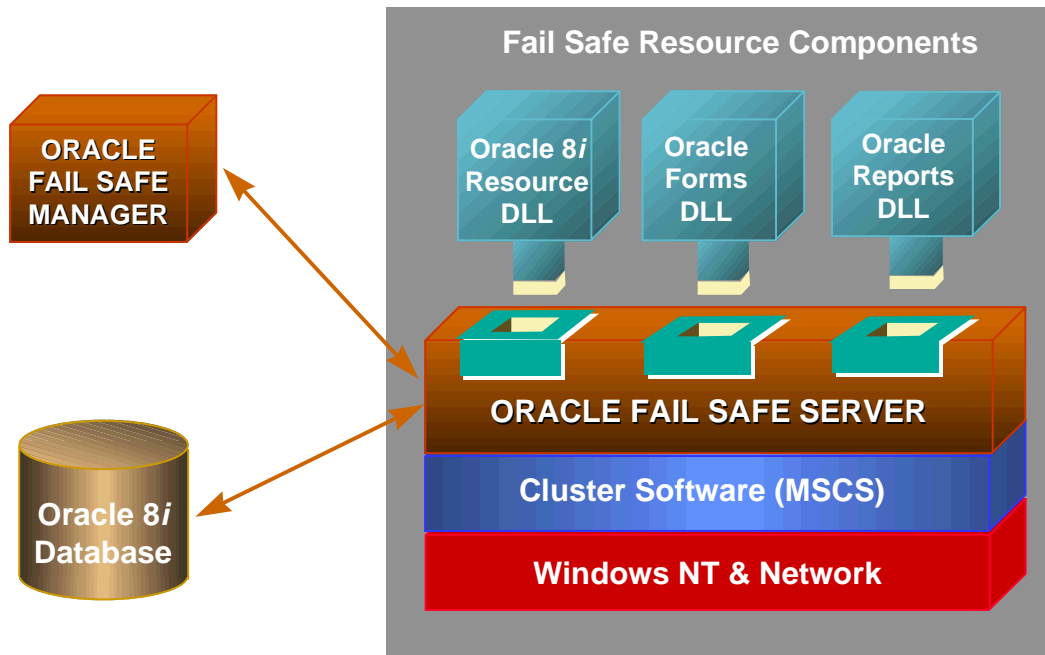 Fail Safe Resource Components
ORACLE
FAIL SAFE
MANAGER
Oracle 8i
Resource
DLL
Oracle
Forms
DLL
Oracle
Reports
DLL
ORACLE FAIL SAFE SERVER
Cluster Software (MSCS)
Oracle 8i
Database
Windows NT & Network